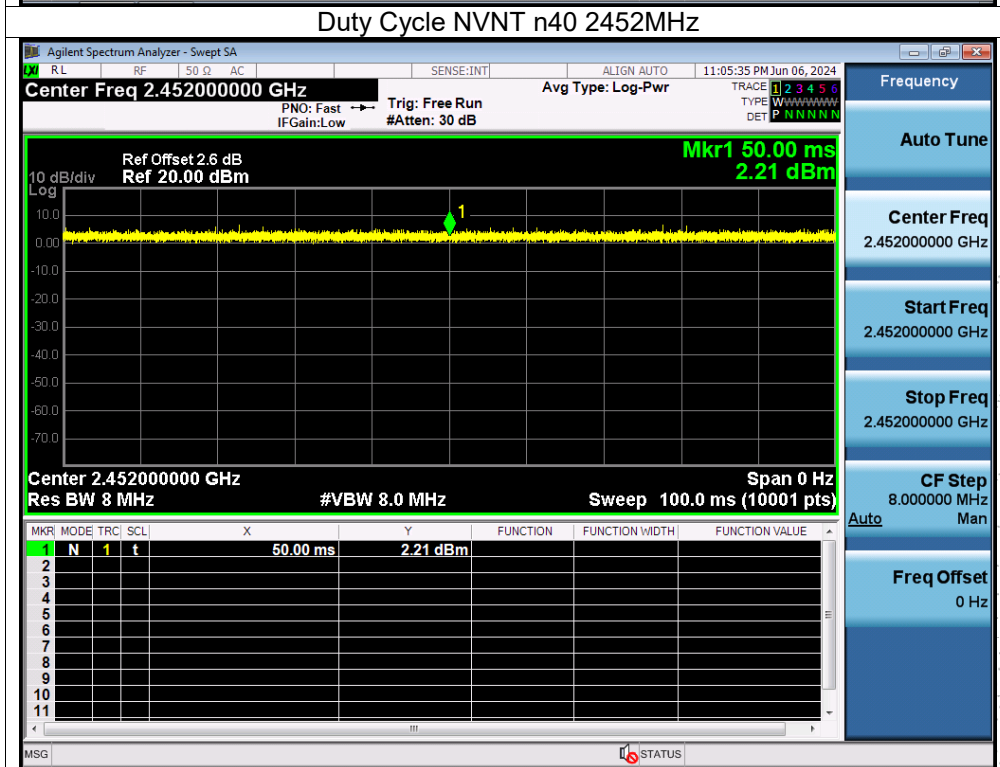 Duty Cycle NVNT n40 2452MHz
Agilent Spectrum Analyzer - Swept SA
LXI RL RF 50 Ω AC SENSE:INT ALIGN AUTO 11:05:35 PM Jun 06, 2024
Center Freq 2.452000000 GHz
PNO: Fast
IFGain:Low
Trig: Free Run
#Atten: 30 dB
Avg Type: Log-Pwr
TRACE 1 2 3 4 5 6
TYPE WWWWWW
DET P N N N N N
Mkr1 50.00 ms
2.21 dBm
Ref Offset 2.6 dB
10 dB/div Ref 20.00 dBm
Log
10.0
0.00
-10.0
-20.0
-30.0
-40.0
-50.0
-60.0
-70.0
1
Center 2.452000000 GHz Span 0 Hz
Res BW 8 MHz #VBW 8.0 MHz Sweep 100.0 ms (10001 pts)
MKR MODE TRC SCL X Y FUNCTION FUNCTION WIDTH FUNCTION VALUE
1 N 1 t 50.00 ms 2.21 dBm
2
3
4
5
6
7
8
9
10
11
MSG STATUS
Frequency
Auto Tune
Center Freq
2.452000000 GHz
Start Freq
2.452000000 GHz
Stop Freq
2.452000000 GHz
CF Step
8.000000 MHz
Auto Man
Freq Offset
0 Hz